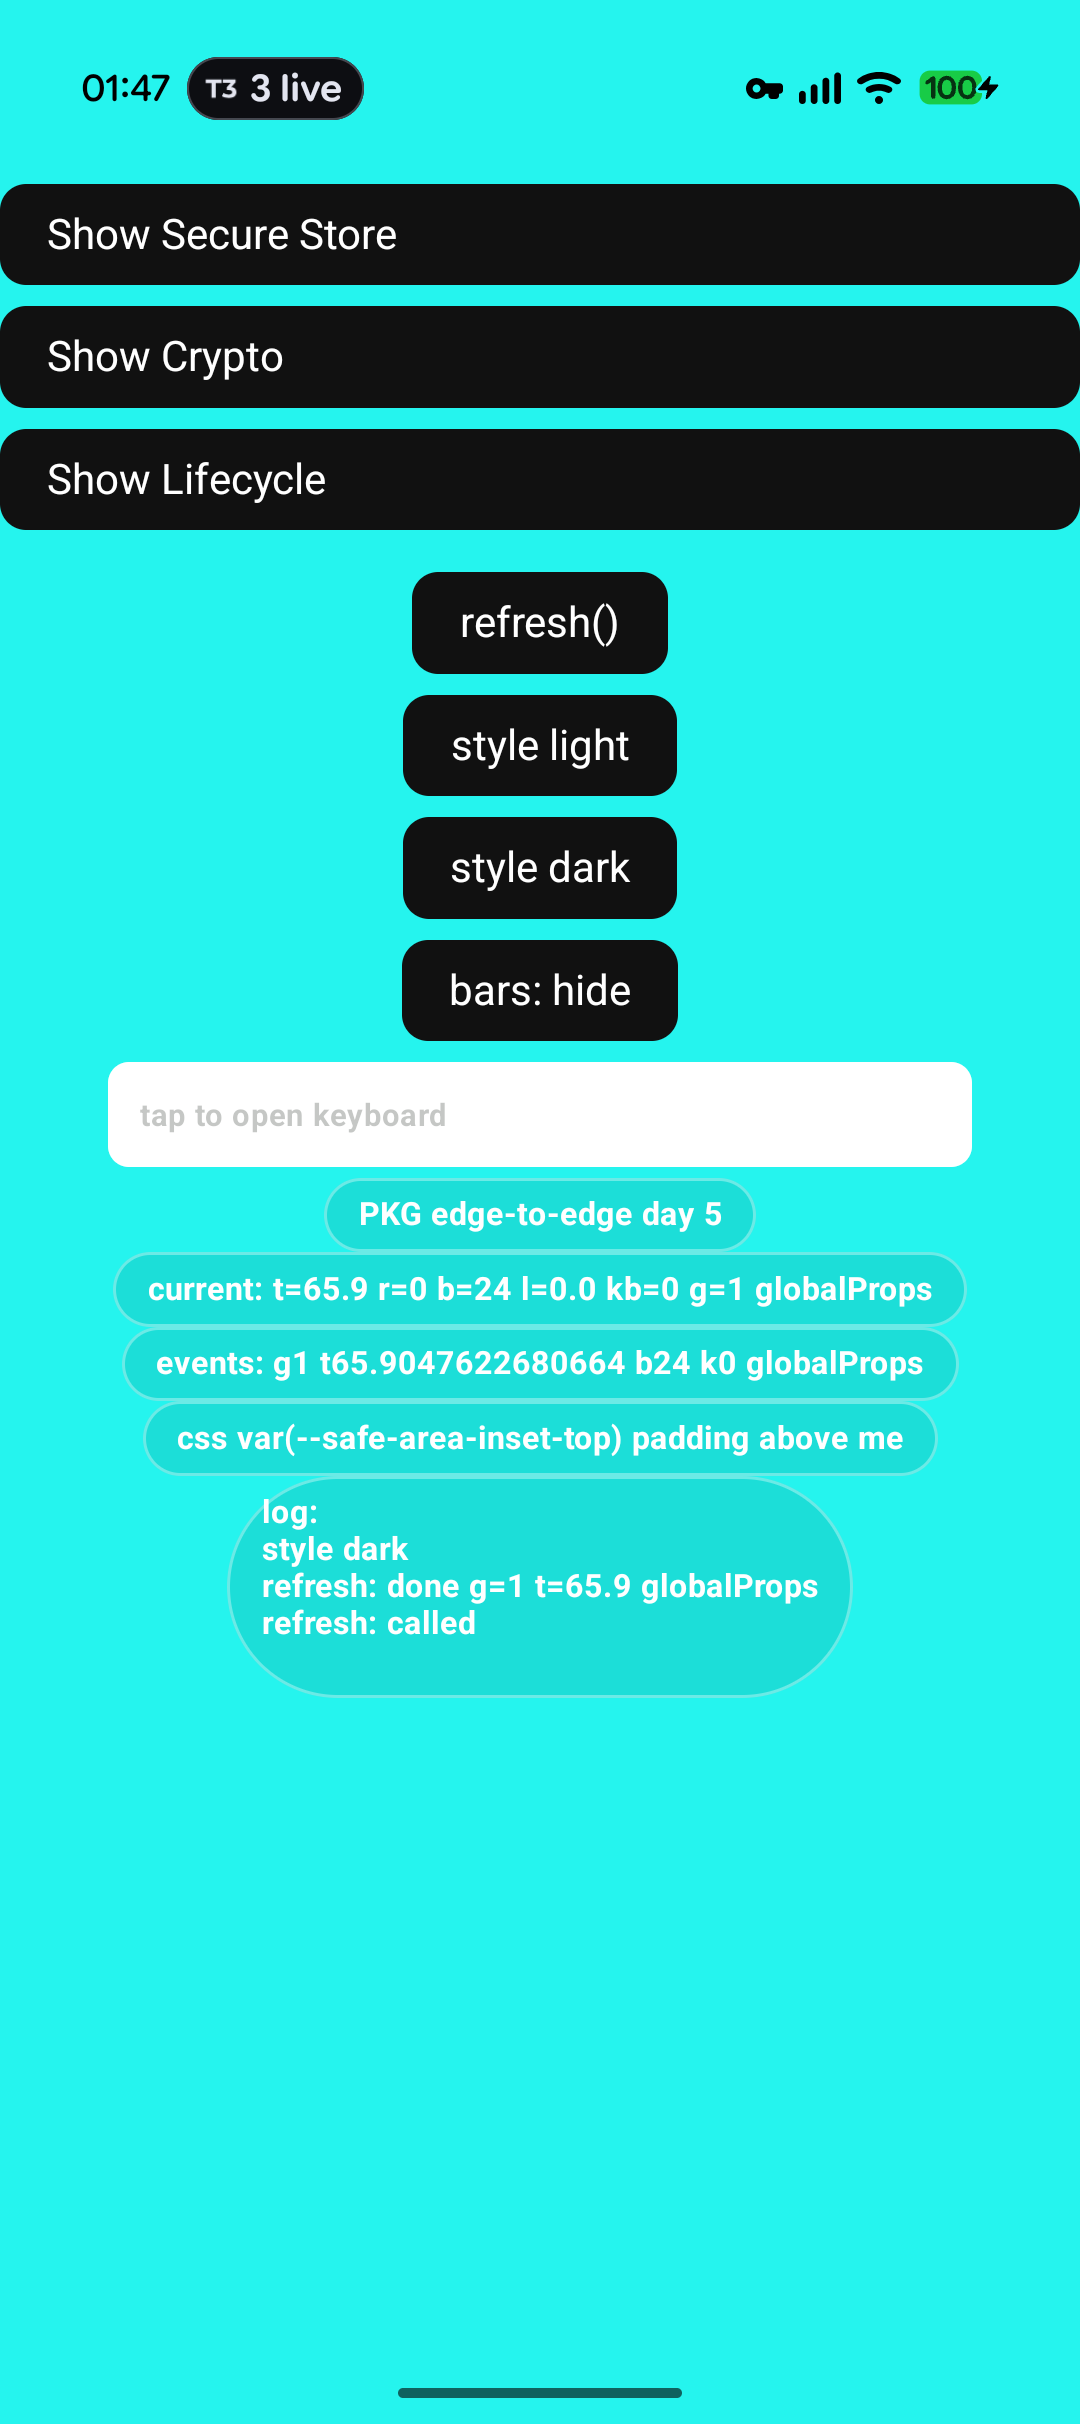 01:47 T3 3 live 100
Show Secure Store
Show Crypto
Show Lifecycle
refresh()
style light
style dark
bars: hide
tap to open keyboard
PKG edge-to-edge day 5
current: t=65.9 r=0 b=24 l=0.0 kb=0 g=1 globalProps
events: g1 t65.9047622680664 b24 k0 globalProps
css var(--safe-area-inset-top) padding above me
log:
style dark
refresh: done g=1 t=65.9 globalProps
refresh: called